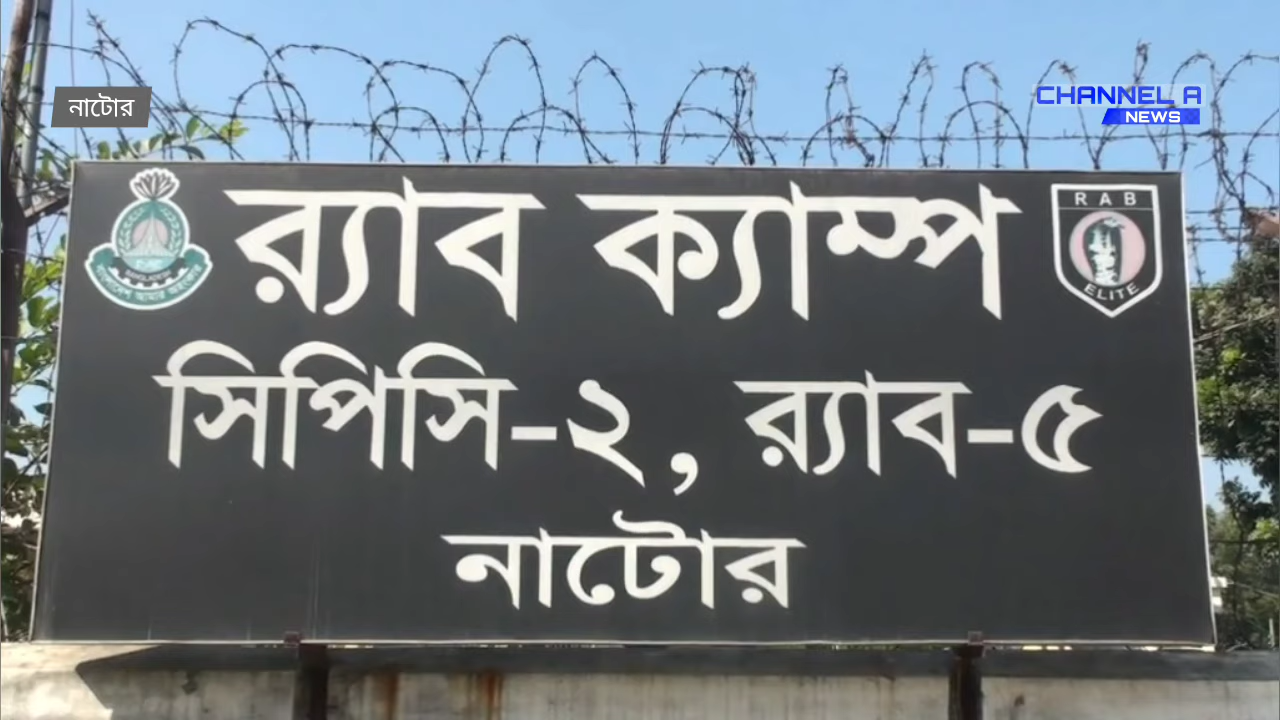 নাটোর
CHANNEL A
NEWS
র‍্যাব ক্যাম্প
RAB
ELITE
সিপিসি-২, র‍্যাব-৫
নাটোর